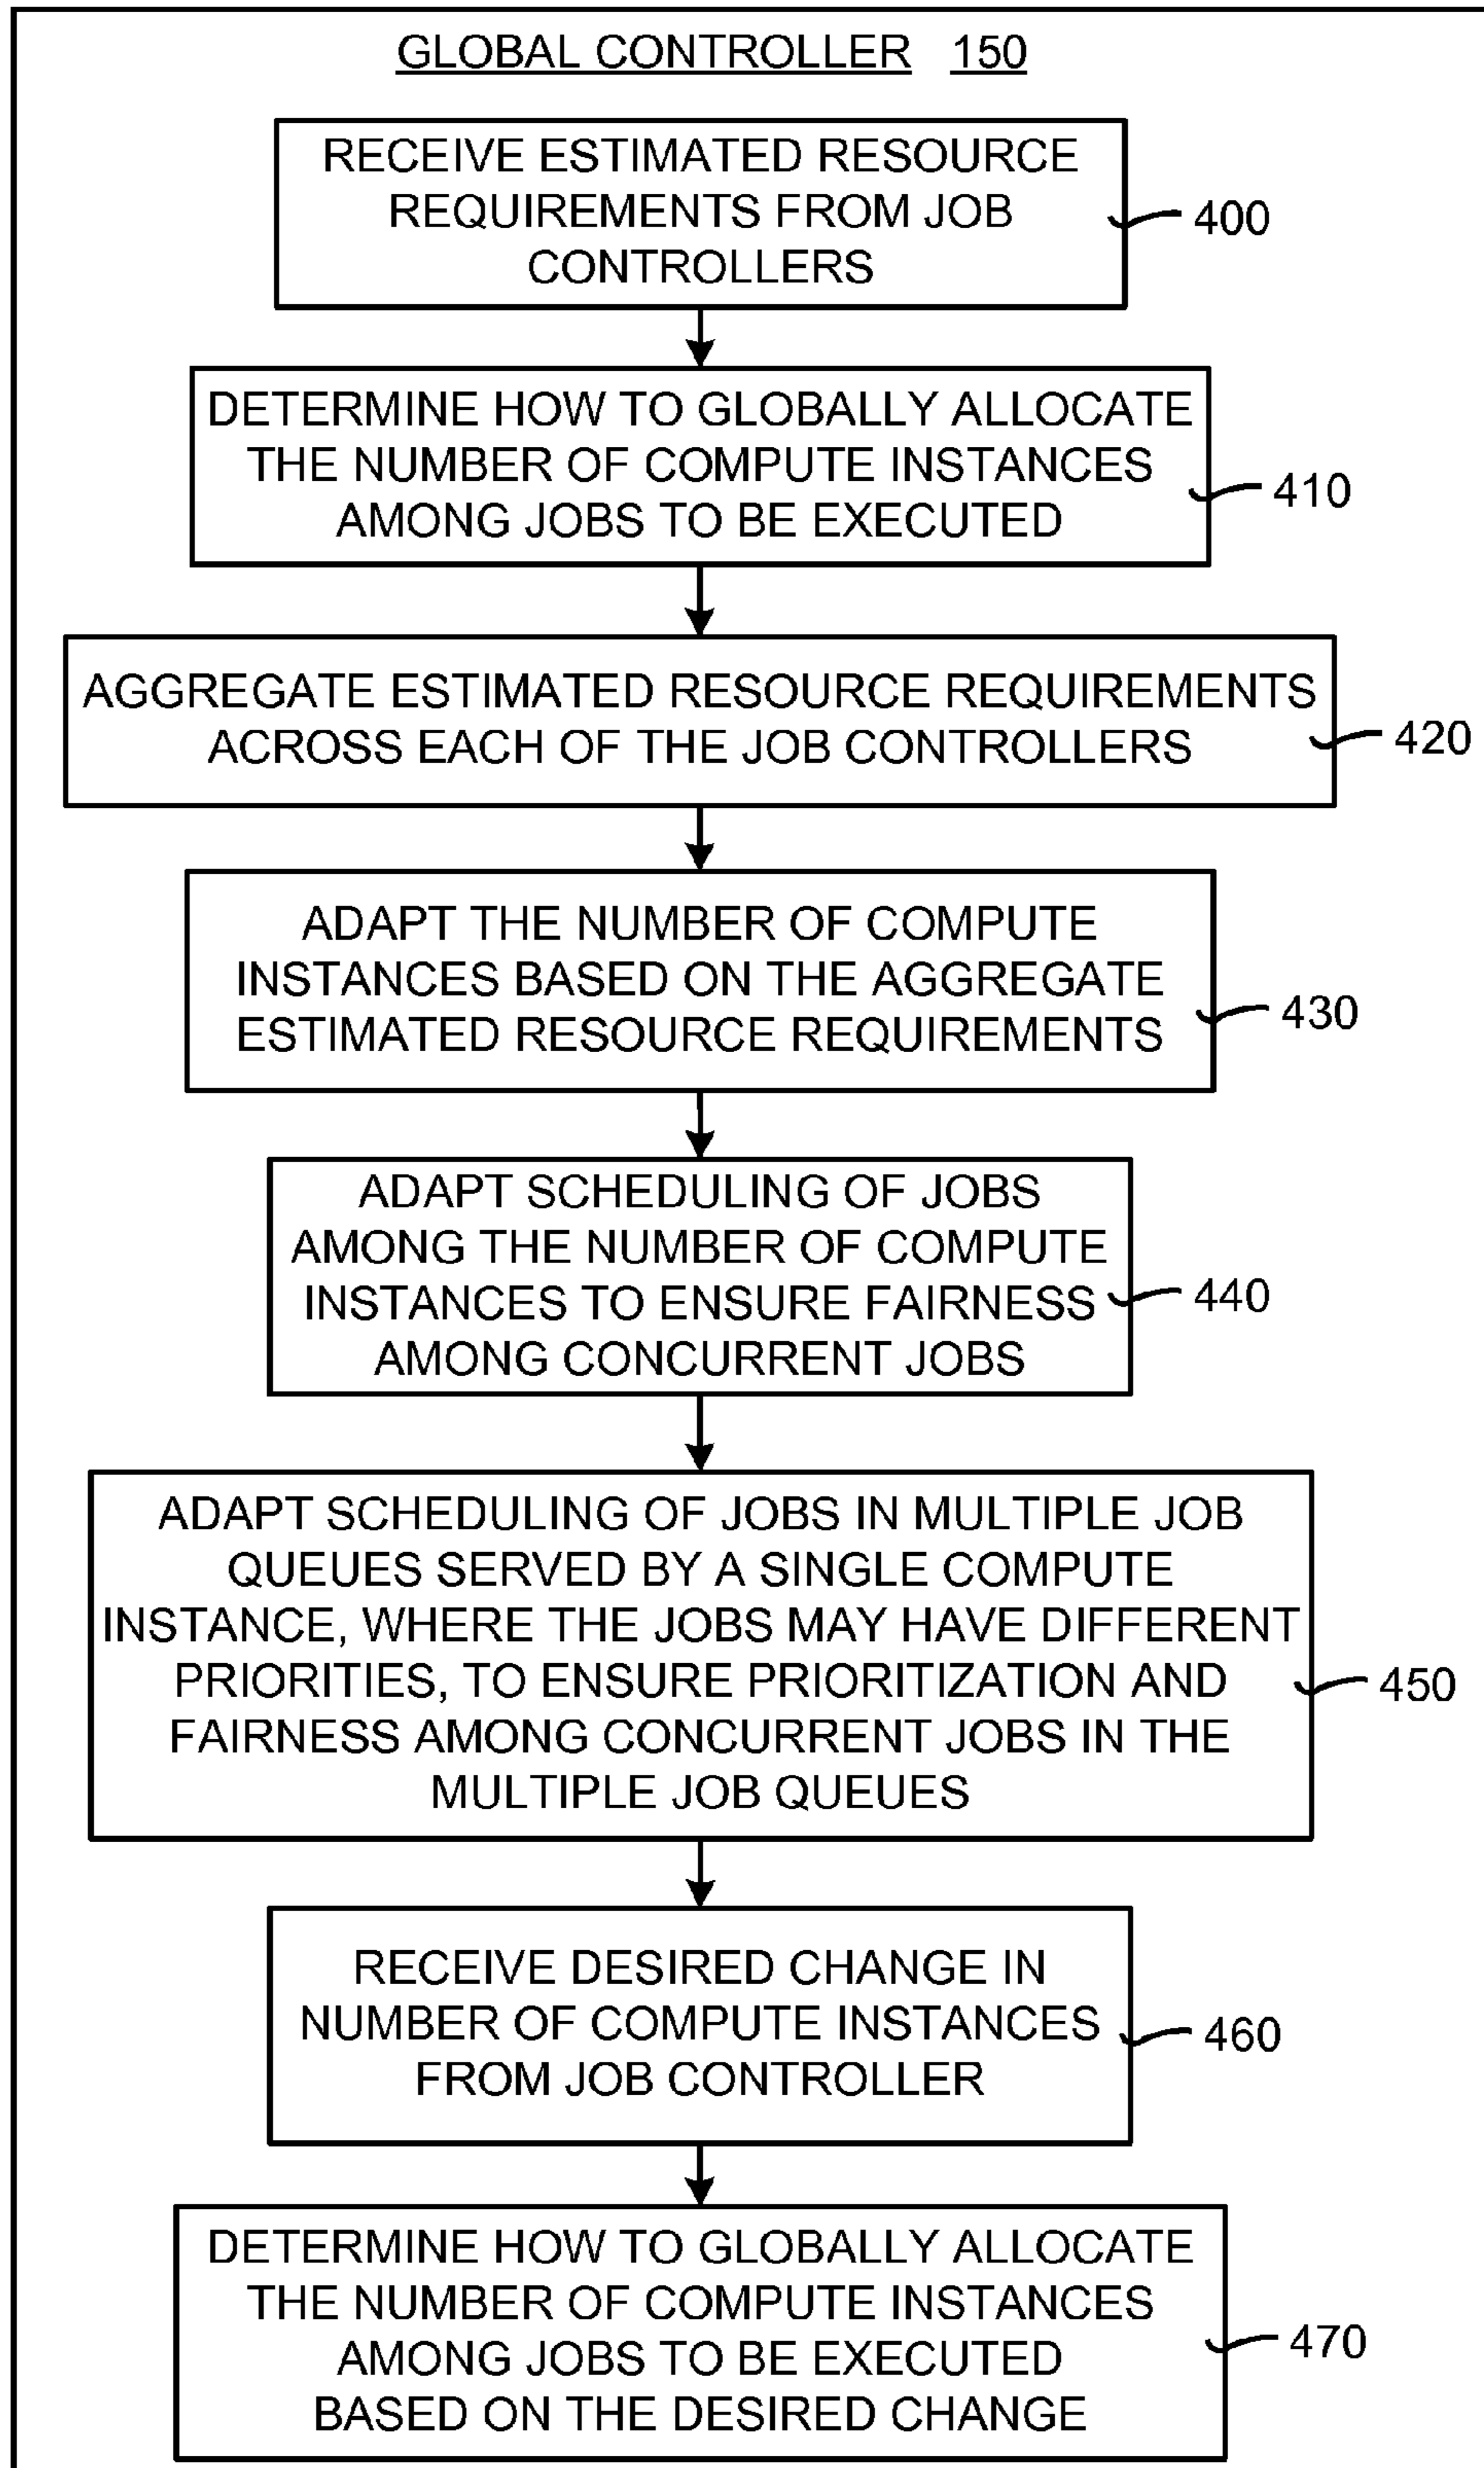 GLOBAL CONTROLLER 150
RECEIVE ESTIMATED RESOURCE
REQUIREMENTS FROM JOB
CONTROLLERS
400
DETERMINE HOW TO GLOBALLY ALLOCATE
THE NUMBER OF COMPUTE INSTANCES
AMONG JOBS TO BE EXECUTED
410
AGGREGATE ESTIMATED RESOURCE REQUIREMENTS
ACROSS EACH OF THE JOB CONTROLLERS
420
ADAPT THE NUMBER OF COMPUTE
INSTANCES BASED ON THE AGGREGATE
ESTIMATED RESOURCE REQUIREMENTS
430
ADAPT SCHEDULING OF JOBS
AMONG THE NUMBER OF COMPUTE
INSTANCES TO ENSURE FAIRNESS
AMONG CONCURRENT JOBS
440
ADAPT SCHEDULING OF JOBS IN MULTIPLE JOB
QUEUES SERVED BY A SINGLE COMPUTE
INSTANCE, WHERE THE JOBS MAY HAVE DIFFERENT
PRIORITIES, TO ENSURE PRIORITIZATION AND
FAIRNESS AMONG CONCURRENT JOBS IN THE
MULTIPLE JOB QUEUES
450
RECEIVE DESIRED CHANGE IN
NUMBER OF COMPUTE INSTANCES
FROM JOB CONTROLLER
460
DETERMINE HOW TO GLOBALLY ALLOCATE
THE NUMBER OF COMPUTE INSTANCES
AMONG JOBS TO BE EXECUTED
BASED ON THE DESIRED CHANGE
470